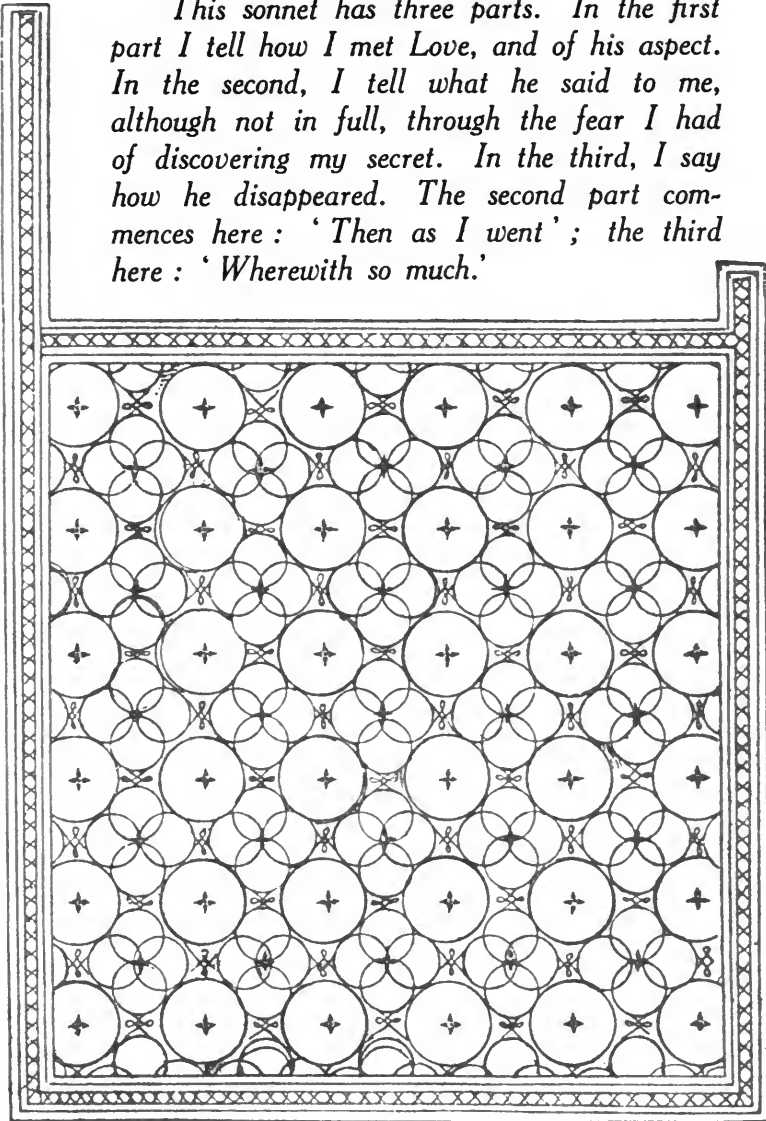 This sonnet has three parts. In the first
part I tell how I met Love, and of his aspect.
In the second, I tell what he said to me,
although not in full, through the fear I had
of discovering my secret. In the third, I say
how he disappeared. The second part com-
mences here : ‘ Then as I went ’ ; the third
here : ‘ Wherewith so much.’